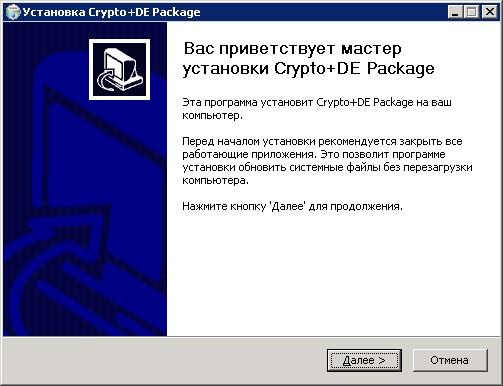 Установка Crypto+DE Package
Вас приветствует мастер
установки Crypto+DE Package
Эта программа установит Crypto+DE Package на ваш
компьютер.
Перед началом установки рекомендуется закрыть все
работающие приложения. Это позволит программе
установки обновить системные файлы без перезагрузки
компьютера.
Нажмите кнопку 'Далее' для продолжения.
Далее >
Отмена